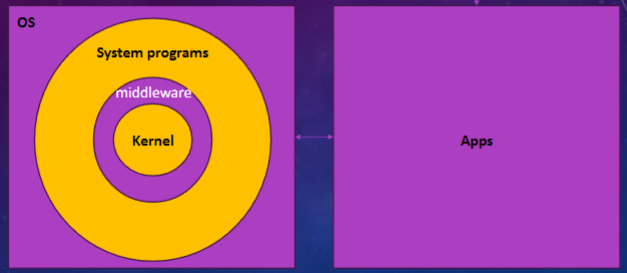 OS
System programs
middleware
Kernel
Apps